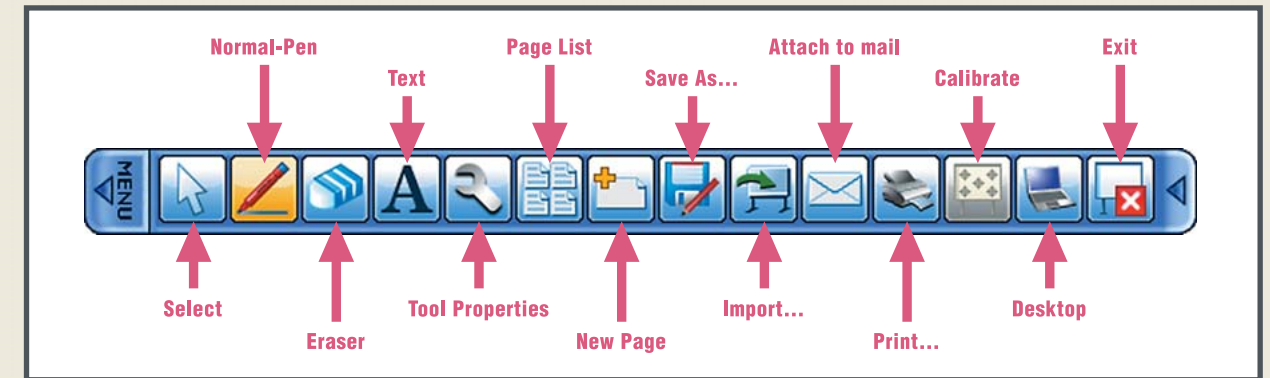 Normal-Pen
Page List
Attach to mail
Exit
Text
Save As...
Calibrate
MENU
A
Select
Tool Properties
Import...
Desktop
Eraser
New Page
Print...